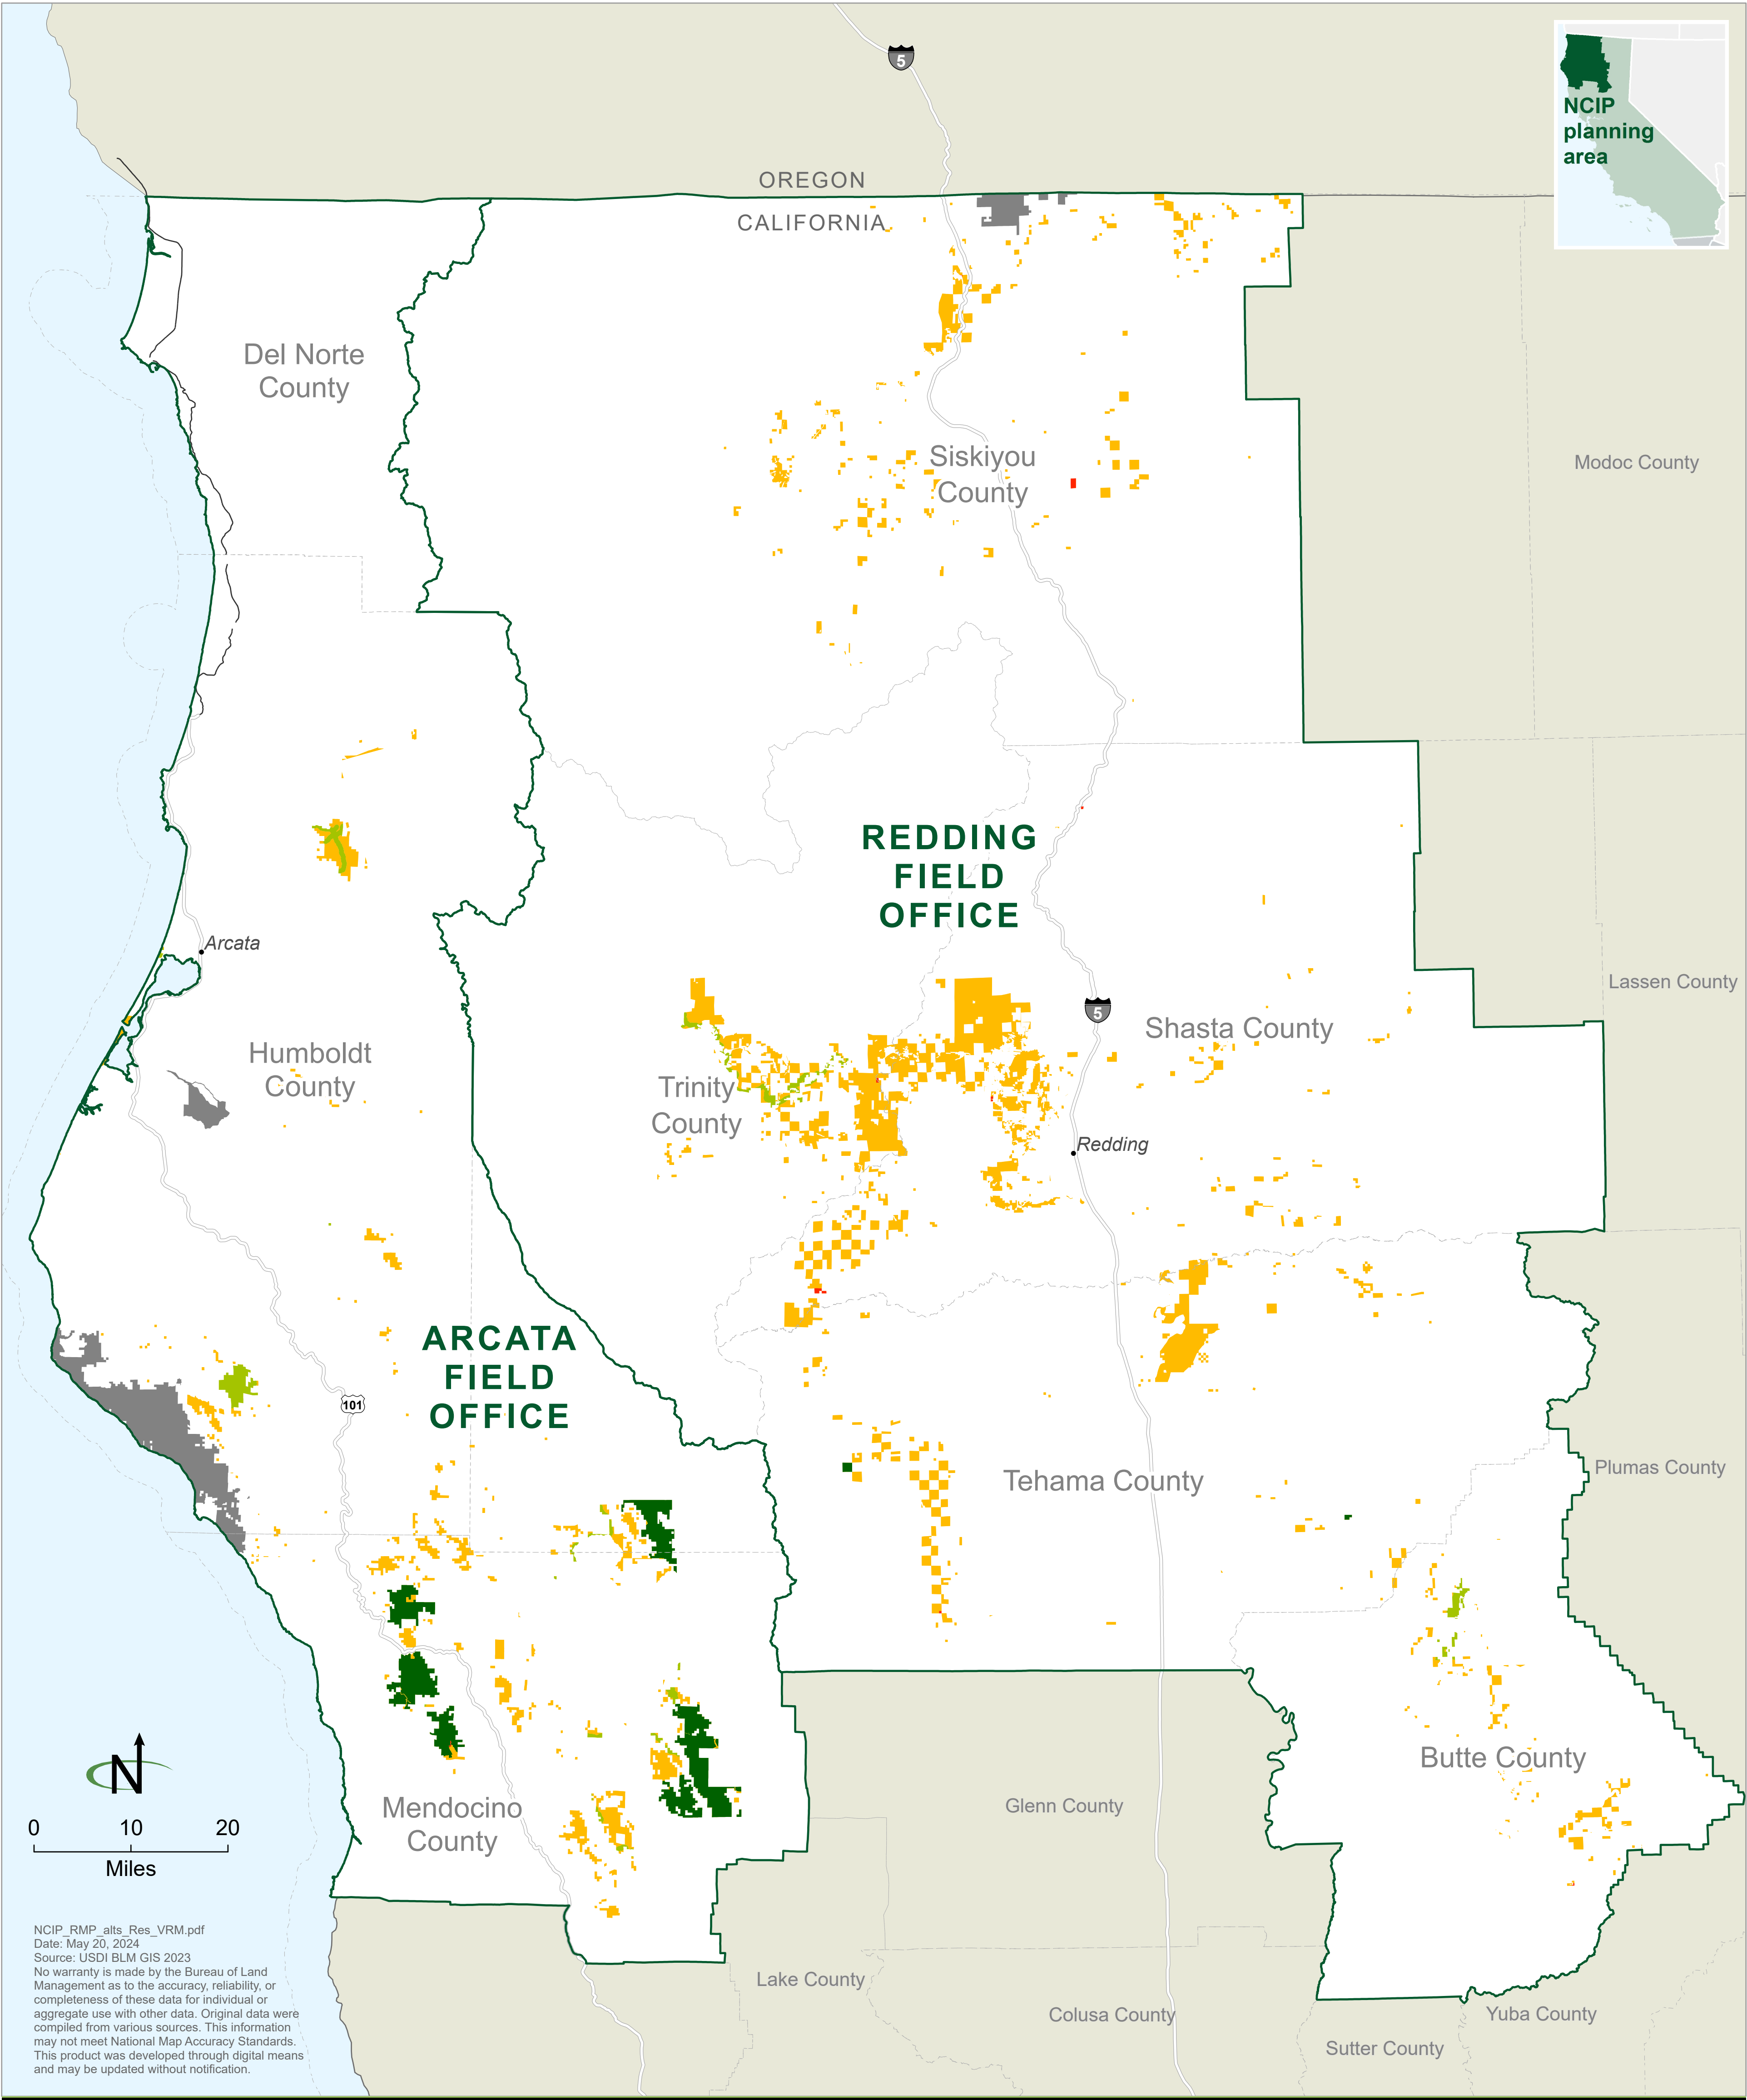 5
NCIP
planning
area
OREGON
CALIFORNIA
Del Norte
County
Siskiyou
County
Modoc County
REDDING
FIELD
OFFICE
Arcata
Lassen County
5
Shasta County
Humboldt
County
Trinity
County
Redding
ARCATA
FIELD
OFFICE
101
Plumas County
Tehama County
Butte County
N
Mendocino
County
Glenn County
0 10 20
Miles
NCIP_RMP_alts_Res_VRM.pdf
Date: May 20, 2024
Source: USDI BLM GIS 2023
No warranty is made by the Bureau of Land
Management as to the accuracy, reliability, or
completeness of these data for individual or
aggregate use with other data. Original data were
compiled from various sources. This information
may not meet National Map Accuracy Standards.
This product was developed through digital means
and may be updated without notification.
Lake County
Colusa County
Yuba County
Sutter County